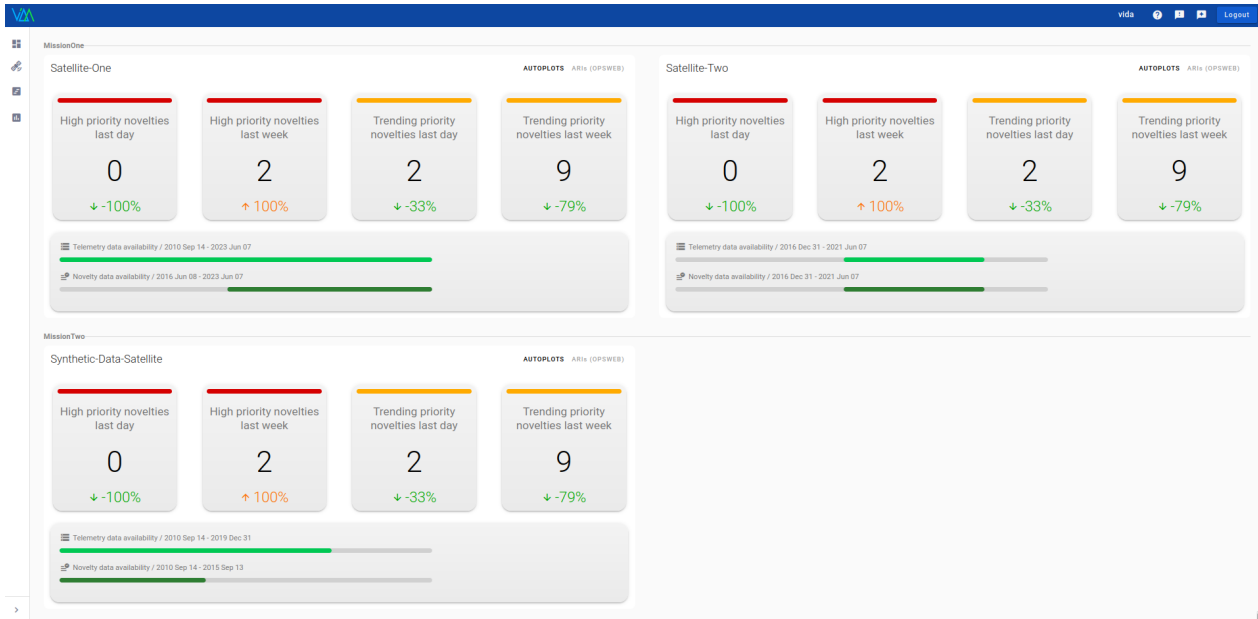 VDA
vida
Logout
MissionOne
Satellite-One
AUTOPLOTS ARIs (OPSWEB)
High priority novelties
last day
0
-100%
High priority novelties
last week
2
100%
Trending priority
novelties last day
2
-33%
Trending priority
novelties last week
9
-79%
Telemetry data availability / 2010 Sep 14 - 2023 Jun 07
Novelty data availability / 2016 Jun 08 - 2023 Jun 07
Satellite-Two
AUTOPLOTS ARIs (OPSWEB)
High priority novelties
last day
0
-100%
High priority novelties
last week
2
100%
Trending priority
novelties last day
2
-33%
Trending priority
novelties last week
9
-79%
Telemetry data availability / 2016 Dec 31 - 2021 Jun 07
Novelty data availability / 2016 Dec 31 - 2021 Jun 07
MissionTwo
Synthetic-Data-Satellite
AUTOPLOTS ARIs (OPSWEB)
High priority novelties
last day
0
-100%
High priority novelties
last week
2
100%
Trending priority
novelties last day
2
-33%
Trending priority
novelties last week
9
-79%
Telemetry data availability / 2010 Sep 14 - 2019 Dec 31
Novelty data availability / 2010 Sep 14 - 2015 Sep 13